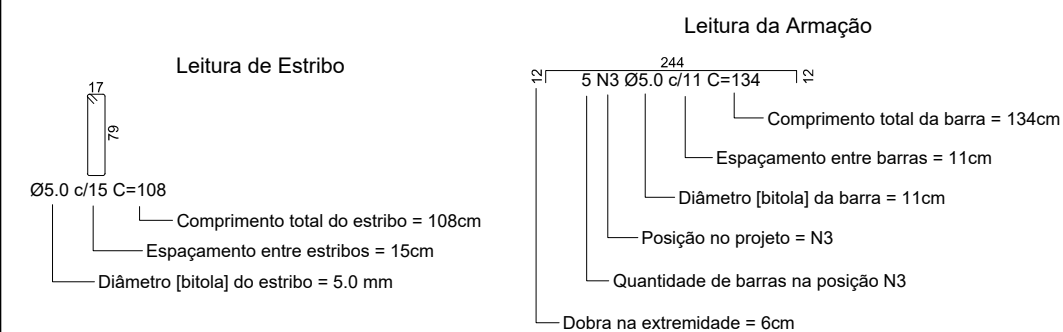 Leitura de Estribo
17
79
Ø5.0 c/15 C=108
Comprimento total do estribo = 108cm
Espaçamento entre estribos = 15cm
Diâmetro [bitola] do estribo = 5.0 mm
Leitura da Armação
244
12
5 N3 Ø5.0 c/11 C=134
12
Comprimento total da barra = 134cm
Espaçamento entre barras = 11cm
Diâmetro [bitola] da barra = 11cm
Posição no projeto = N3
Quantidade de barras na posição N3
Dobra na extremidade = 6cm